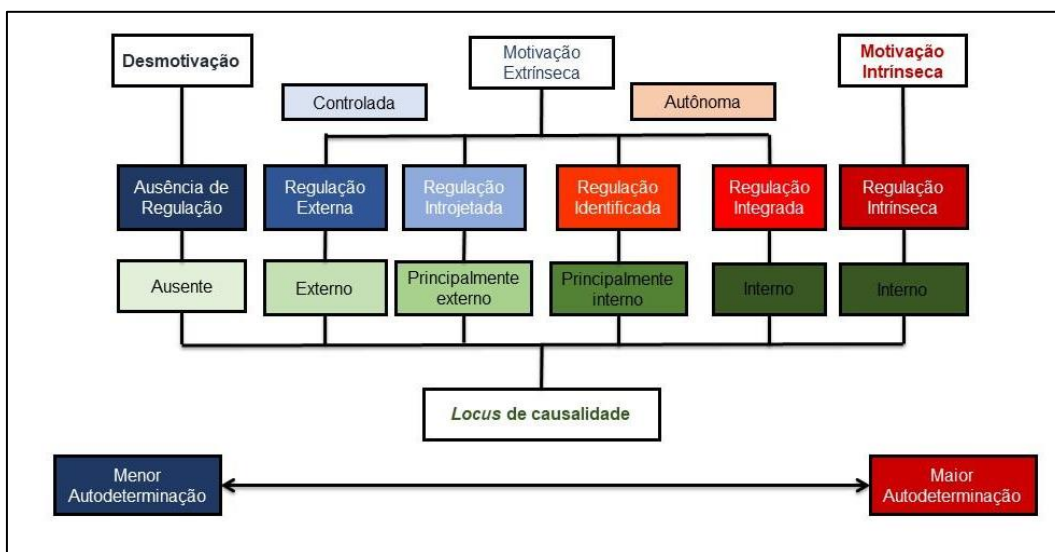 Desmotivação
Motivação
Extrínseca
Motivação
Intrínseca
Controlada
Autônoma
Ausência de
Regulação
Regulação
Externa
Regulação
Introjetada
Regulação
Identificada
Regulação
Integrada
Regulação
Intrínseca
Ausente
Externo
Principalmente
externo
Principalmente
interno
Interno
Interno
Locus de causalidade
Menor
Autodeterminação
Maior
Autodeterminação